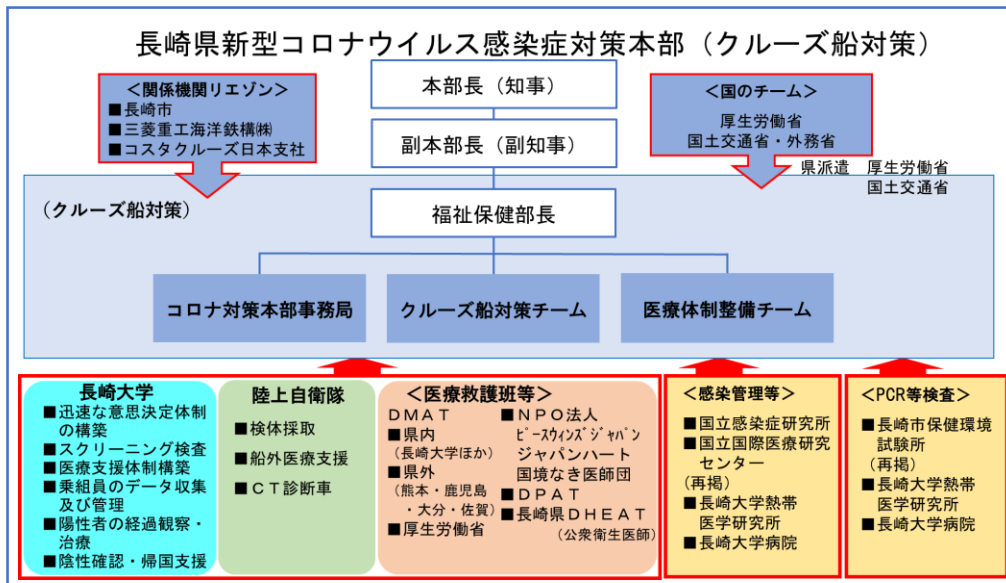 長崎県新型コロナウイルス感染症対策本部（クルーズ船対策）
＜関係機関リエゾン＞
■長崎市
■三菱重工海洋鉄構㈱
■コスタクルーズ日本支社
本部長（知事）
副本部長（副知事）
＜国のチーム＞
厚生労働省
国土交通省・外務省
県派遣　厚生労働省
国土交通省
（クルーズ船対策）
福祉保健部長
コロナ対策本部事務局
クルーズ船対策チーム
医療体制整備チーム
長崎大学
■迅速な意思決定体制
の構築
■スクリーニング検査
■医療支援体制構築
■乗組員のデータ収集
及び管理
■陽性者の経過観察・
治療
■陰性確認・帰国支援
陸上自衛隊
■検体採取
■船外医療支援
■ＣＴ診断車
＜医療救護班等＞
ＤＭＡＴ
■県内
（長崎大学ほか）
■県外
（熊本・鹿児島
・大分・佐賀）
■厚生労働省
■ＮＰＯ法人
ﾋﾟｰｽｳｨﾝｽﾞｼﾞｬﾊﾟﾝ
ジャパンハート
国境なき医師団
■ＤＰＡＴ
■長崎県ＤＨＥＡＴ
（公衆衛生医師）
＜感染管理等＞
■国立感染症研究所
■国立国際医療研究
センター
(再掲)
■長崎大学熱帯
医学研究所
■長崎大学病院
＜PCR等検査＞
■長崎市保健環境
試験所
(再掲)
■長崎大学熱帯
医学研究所
■長崎大学病院